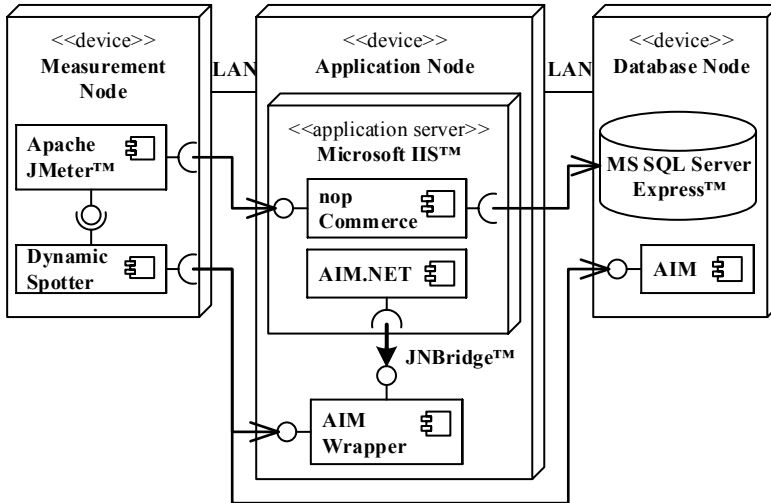 <<device>>
Measurement
Node
LAN
<<device>>
Application Node
LAN
<<device>>
Database Node
Apache
JMeter™
Dynamic
Spotter
<<application server>>
Microsoft IIS™
nop
Commerce
AIM.NET
JNBridge™
AIM
Wrapper
MS SQL Server
Express™
AIM